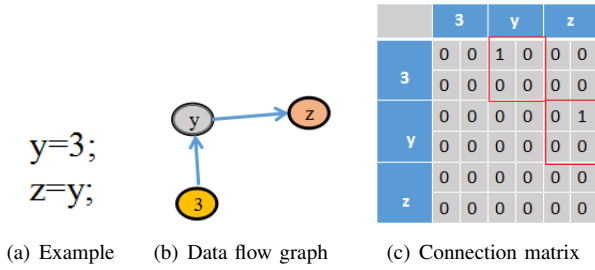 y=3;
z=y;
y
z
3
3 y z
3 0 0 1 0 0 0
0 0 0 0 0 0
y 0 0 0 0 0 1
0 0 0 0 0 0
z 0 0 0 0 0 0
0 0 0 0 0 0
(a) Example
(b) Data flow graph
(c) Connection matrix